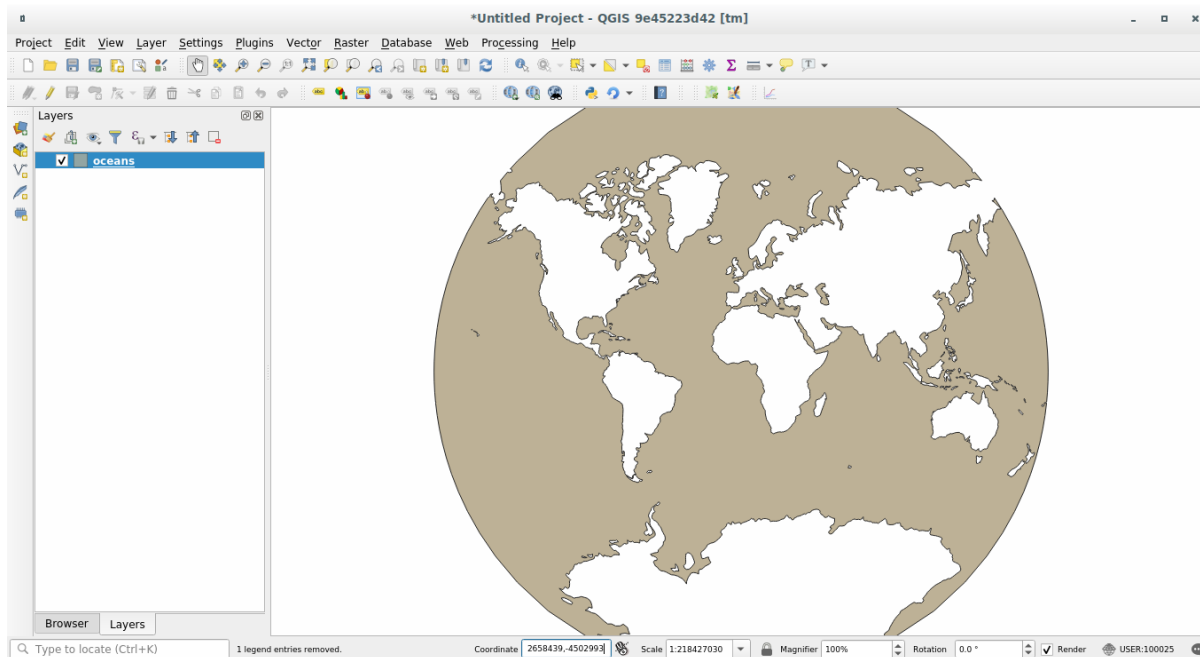 *Untitled Project - QGIS 9e45223d42 [tm]
Project Edit View Layer Settings Plugins Vector Raster Database Web Processing Help
Layers
oceans
Browser Layers
Type to locate (Ctrl+K) 1 legend entries removed. Coordinate 2658439,-4502993 Scale 1:218427030 Magnifier 100% Rotation 0.0 ° Render USER:100025